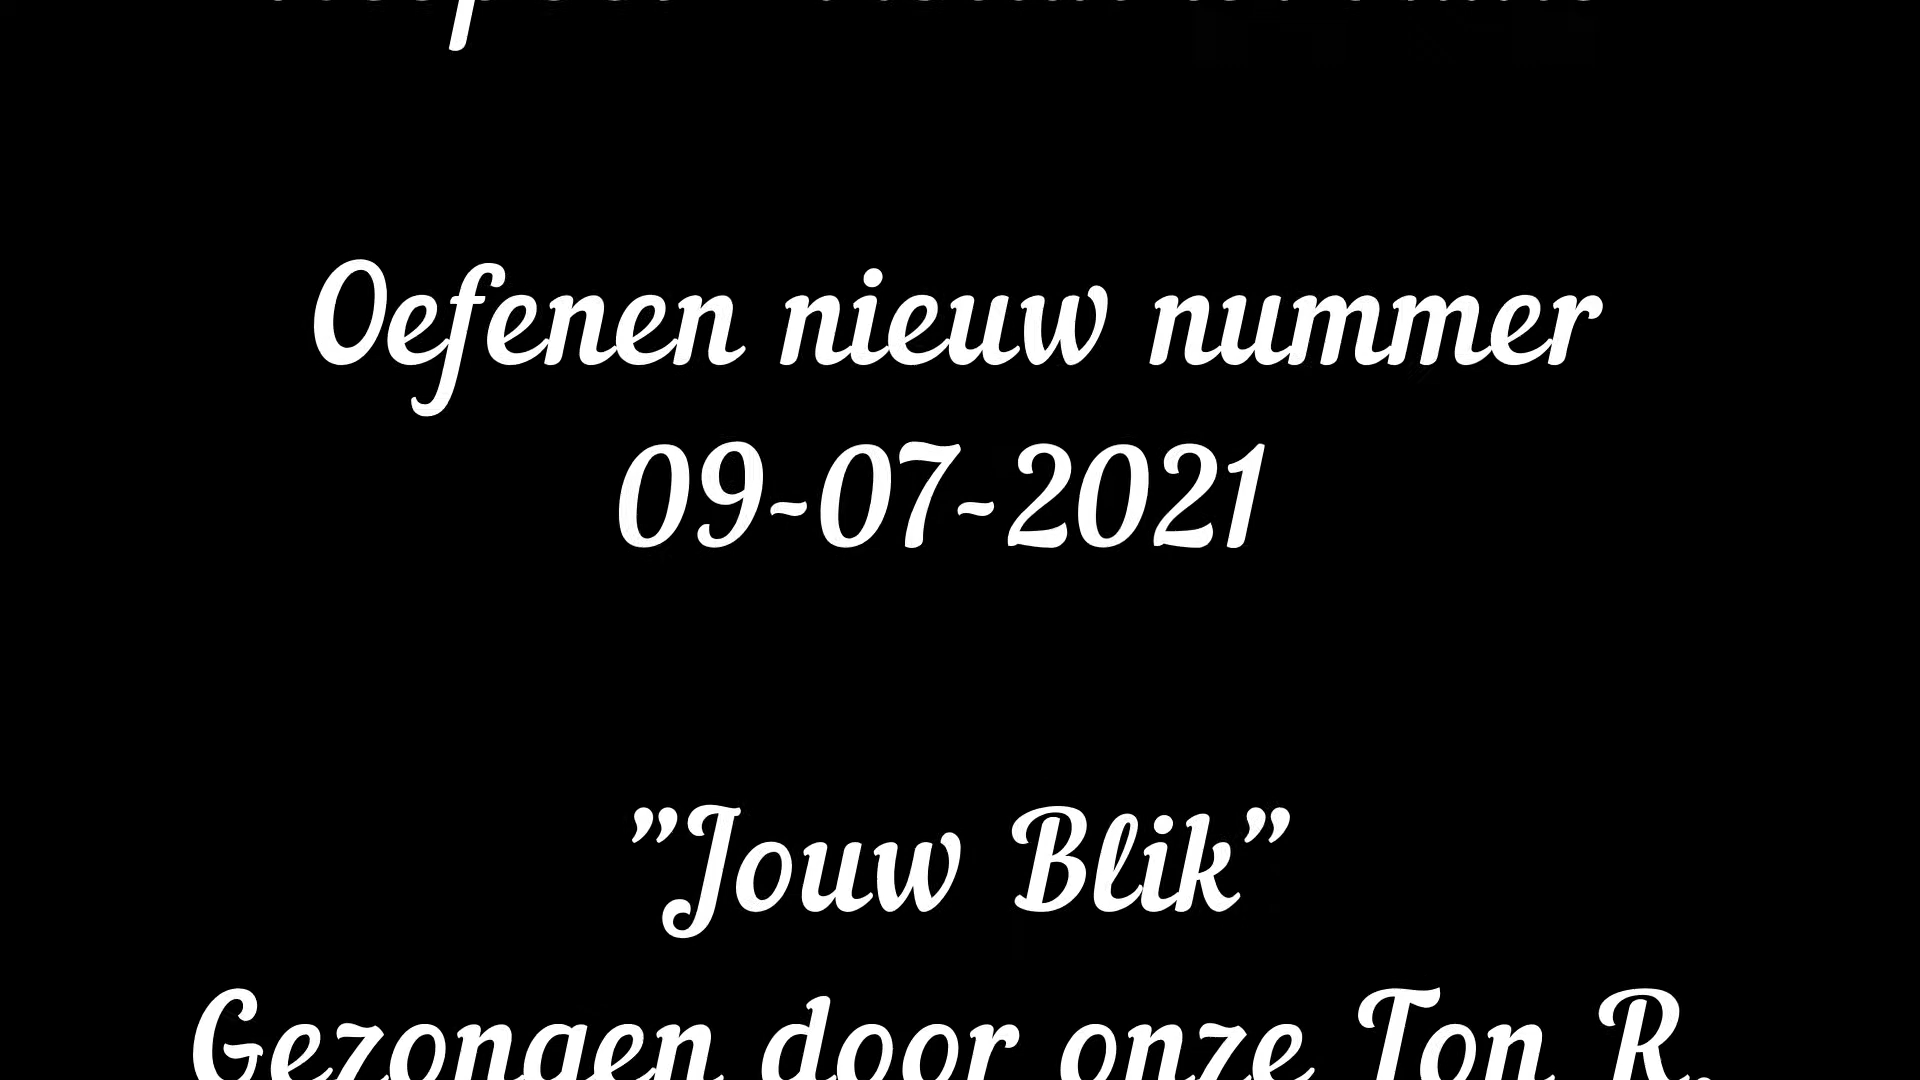 Oefenen nieuw nummer
09-07-2021
"Jouw Blik"
Gezongen door onze Ton R.